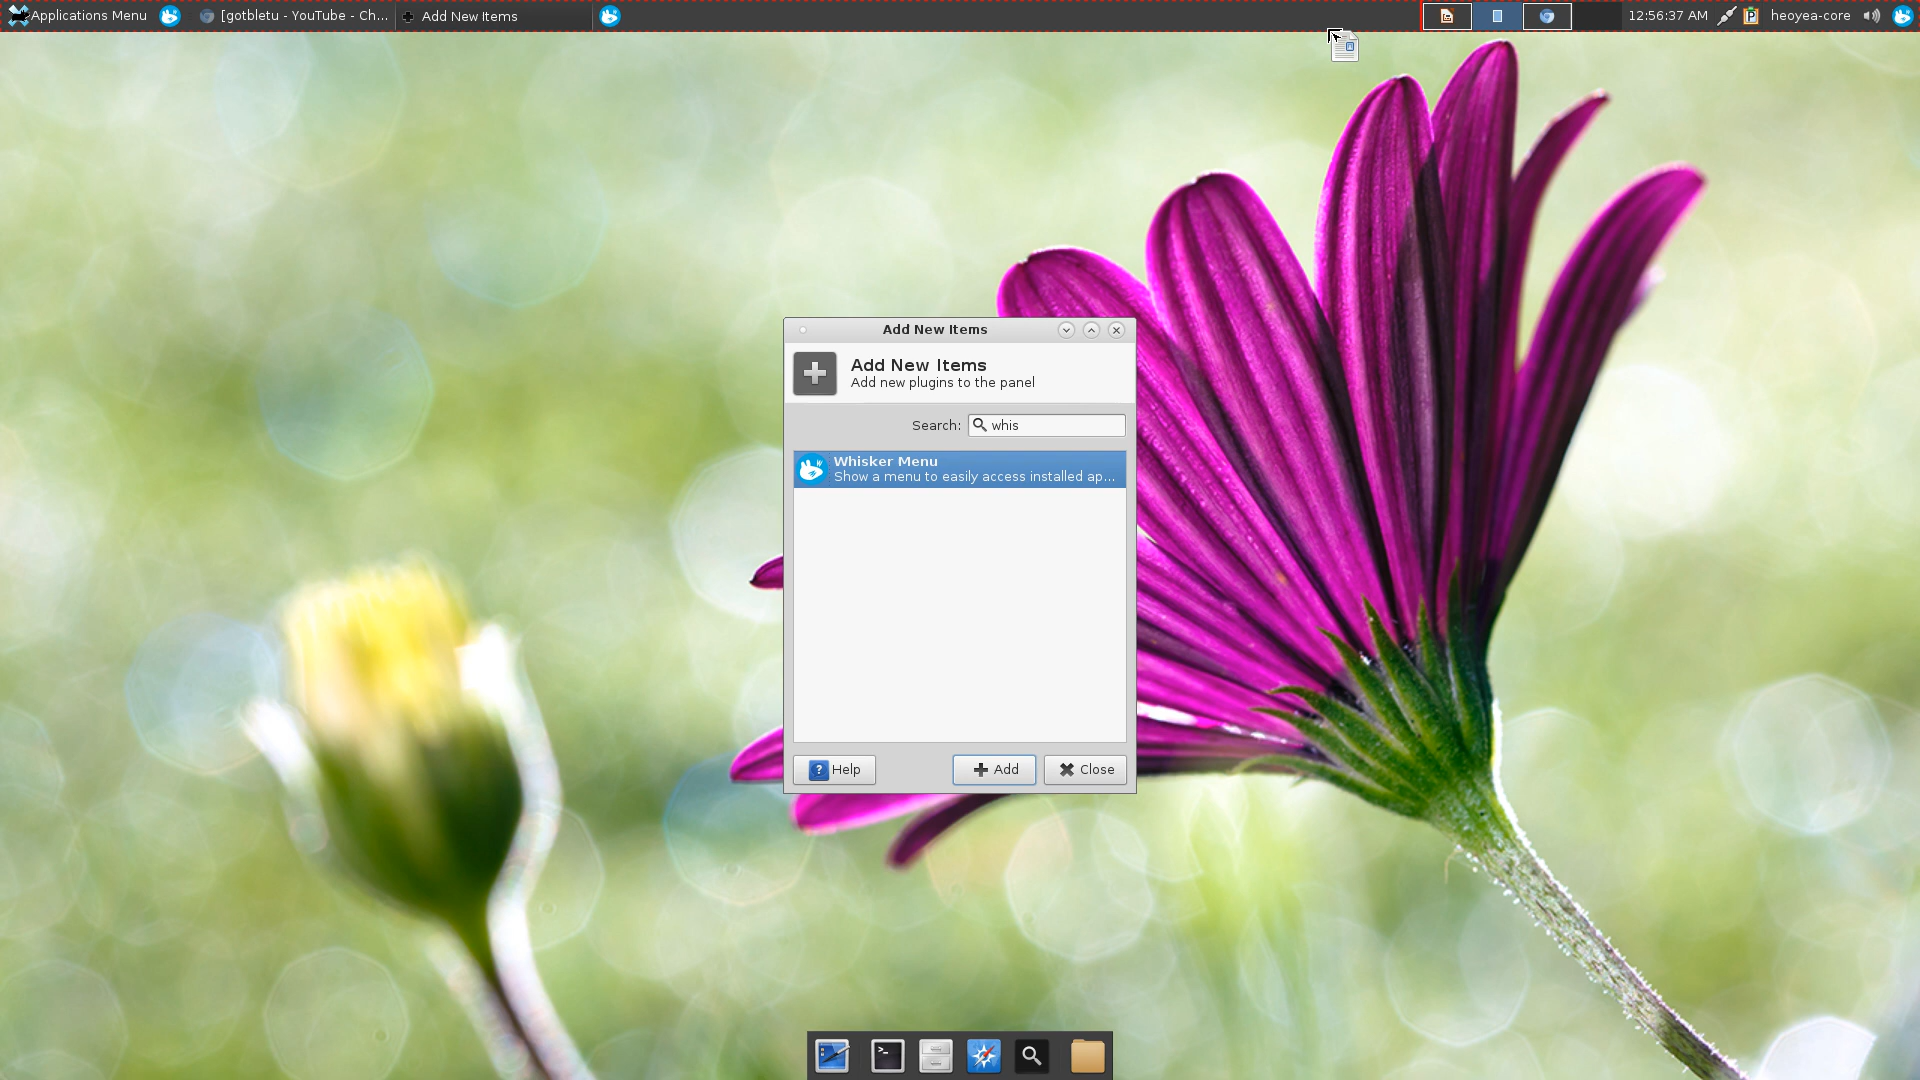 Applications Menu
[gotbletu - YouTube - Ch...
Add New Items
12:56:37 AM
heoyea-core
Add New Items
Add New Items
Add new plugins to the panel
Search: whis
Whisker Menu
Show a menu to easily access installed ap...
Help
Add
Close